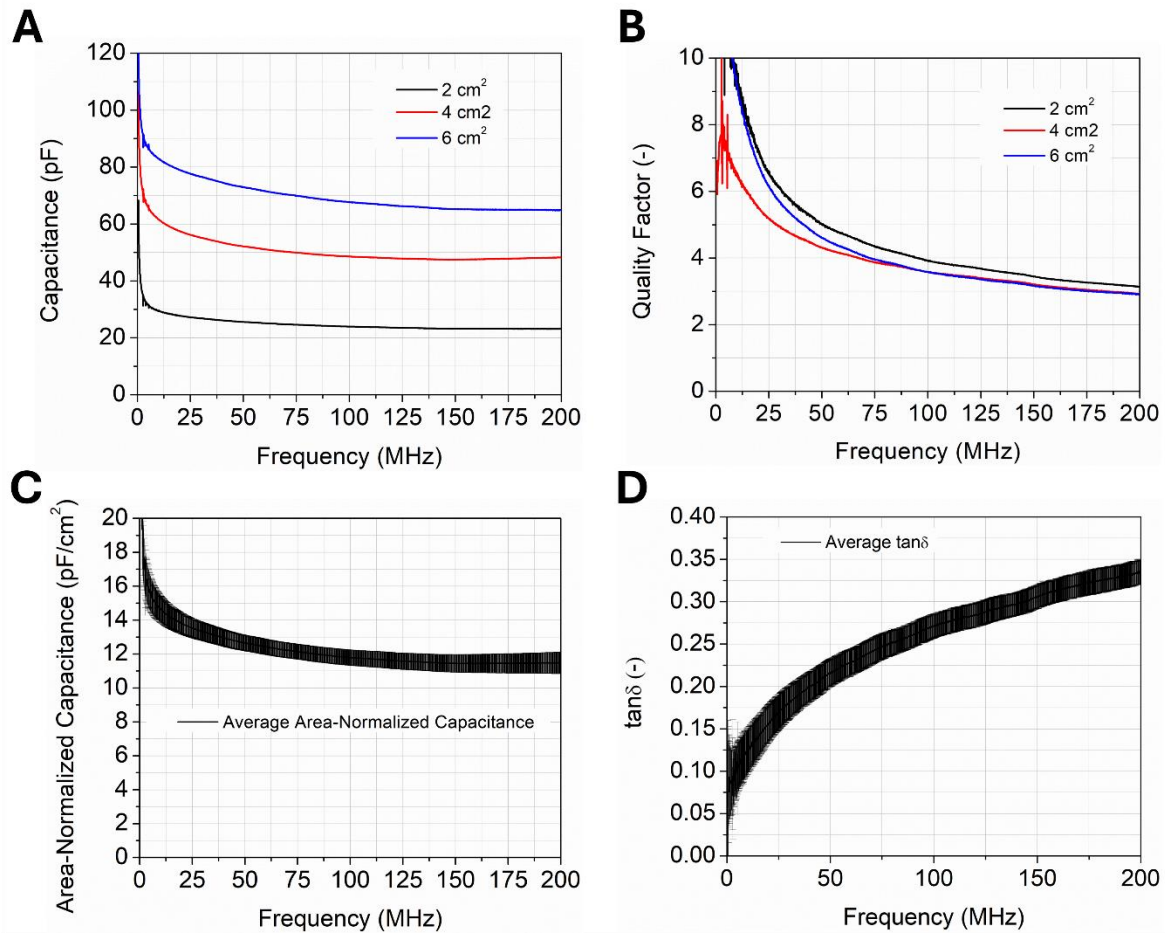 A
120
100
80
60
40
20
0
Capacitance (pF)
2 cm²
4 cm2
6 cm²
0 25 50 75 100 125 150 175 200
Frequency (MHz)
B
10
8
6
4
2
0
Quality Factor (-)
2 cm²
4 cm2
6 cm²
0 25 50 75 100 125 150 175 200
Frequency (MHz)
C
20
18
16
14
12
10
8
6
4
2
0
Area-Normalized Capacitance (pF/cm²)
Average Area-Normalized Capacitance
0 25 50 75 100 125 150 175 200
Frequency (MHz)
D
0.40
0.35
0.30
0.25
0.20
0.15
0.10
0.05
0.00
tanδ (-)
Average tanδ
0 50 100 150 200
Frequency (MHz)